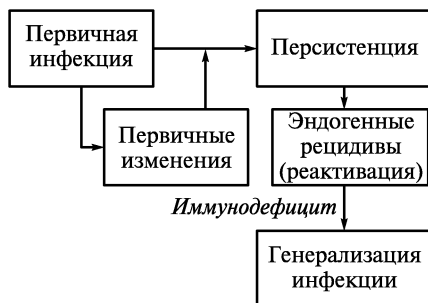 Первичная
инфекция
Персистенция
Первичные
изменения
Эндогенные
рецидивы
(реактивация)
Иммунодефицит
Генерализация
инфекции